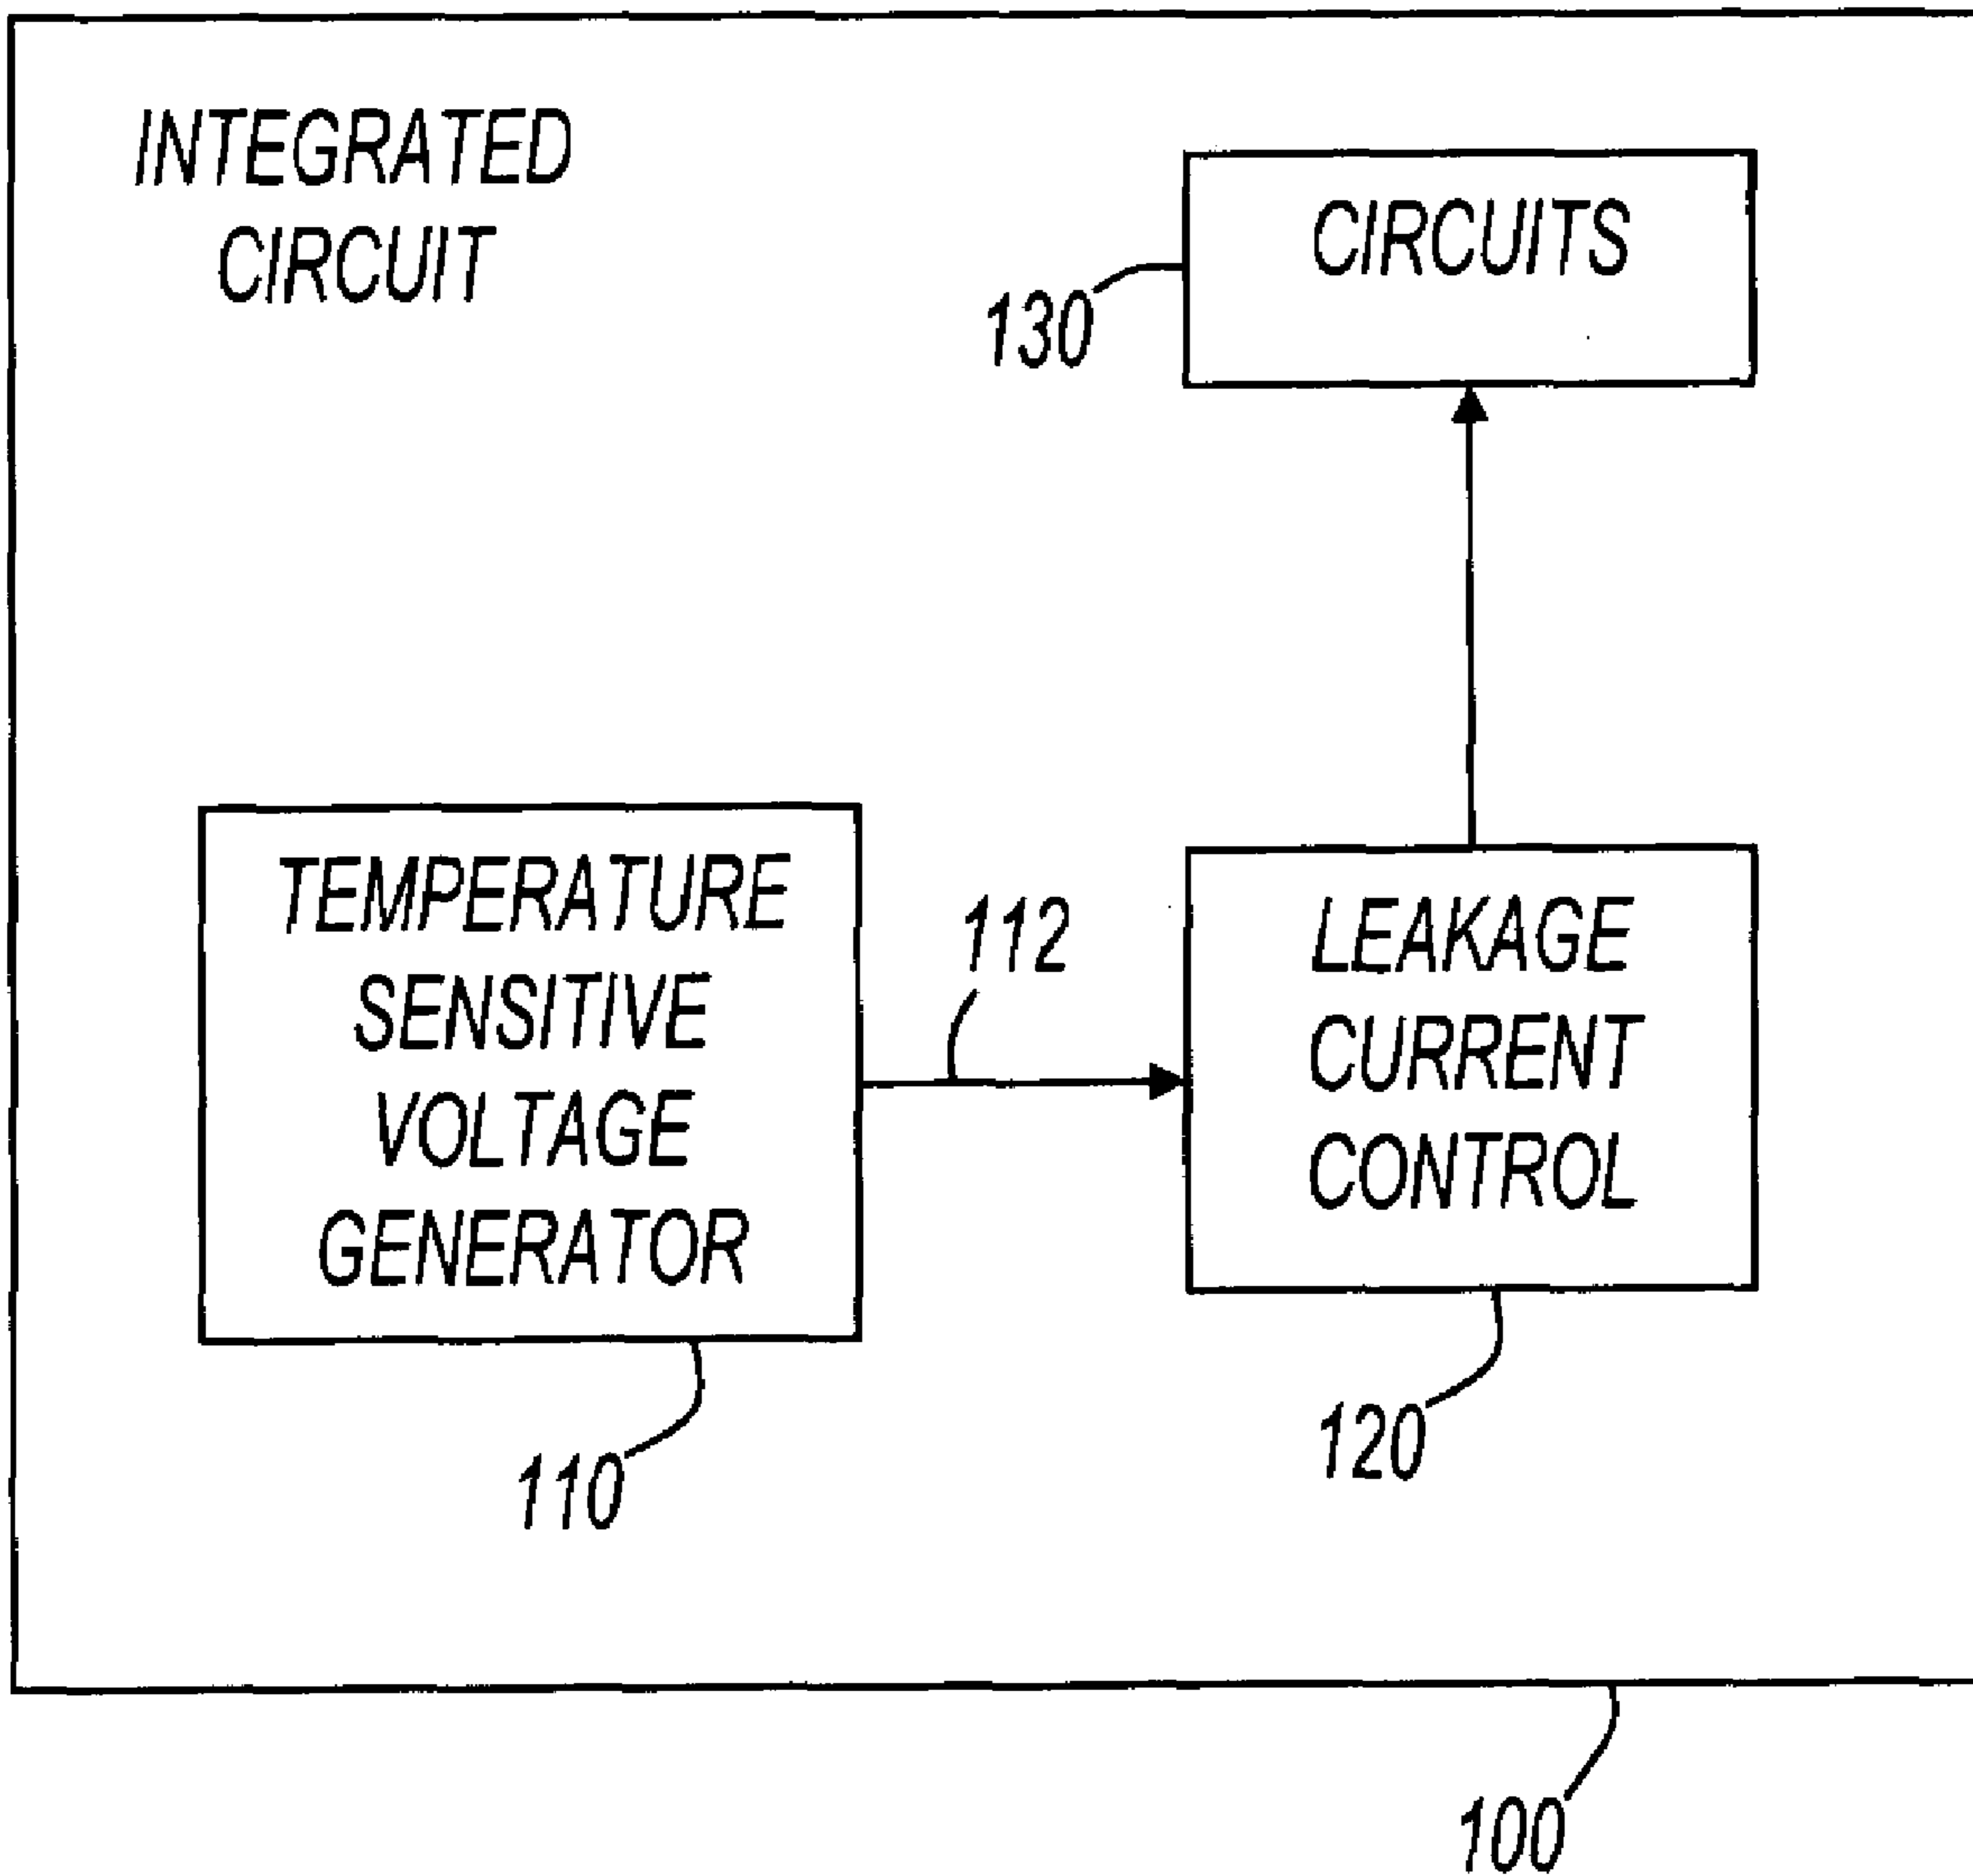 INTEGRATED
CIRCUIT
CIRCUITS
130
TEMPERATURE
SENSITIVE
VOLTAGE
GENERATOR
112
LEAKAGE
CURRENT
CONTROL
110
120
100